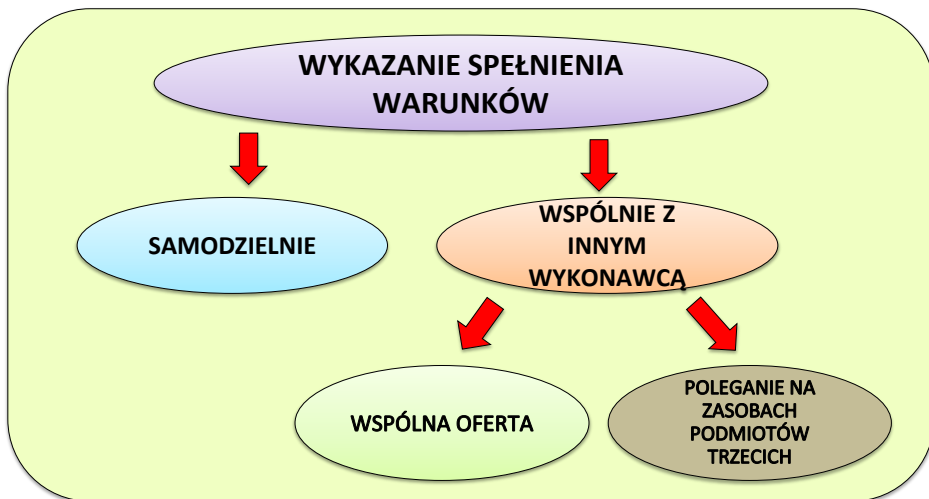 WYKAZANIE SPEŁNIENIA
WARUNKÓW
SAMODZIELNIE
WSPÓLNIE Z
INNYM
WYKONAWCĄ
WSPÓLNA OFERTA
POLEGANIE NA
ZASOBACH
PODMIOTÓW
TRZECICH